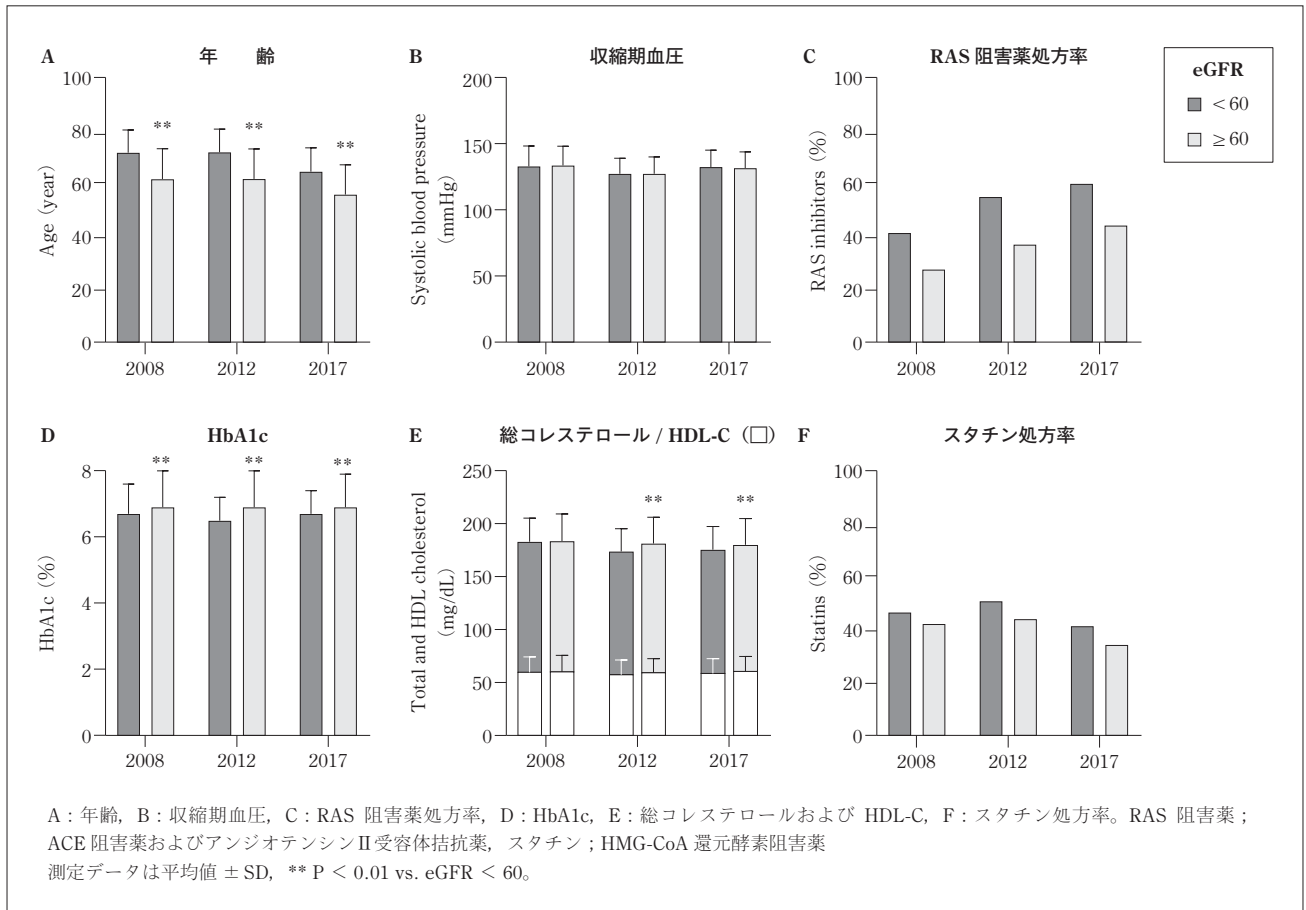 A 年 齢
100
80
60
40
20
0
Age (year)
**
**
**
2008 2012 2017
B 収縮期血圧
200
150
100
50
0
Systolic blood pressure
(mmHg)
2008 2012 2017
C RAS 阻害薬処方率
100
80
60
40
20
0
RAS inhibitors (%)
2008 2012 2017
eGFR
< 60
≥ 60
D HbA1c
8
6
4
2
0
HbA1c (%)
**
**
**
2008 2012 2017
E 総コレステロール / HDL-C (□)
250
200
150
100
50
0
Total and HDL cholesterol
(mg/dL)
**
**
2008 2012 2017
F スタチン処方率
100
80
60
40
20
0
Statins (%)
2008 2012 2017
A:年齢, B:収縮期血圧, C:RAS 阻害薬処方率, D:HbA1c, E:総コレステロールおよび HDL-C, F:スタチン処方率。RAS 阻害薬;
ACE 阻害薬およびアンジオテンシンⅡ受容体拮抗薬, スタチン;HMG-CoA 還元酵素阻害薬
測定データは平均値 ± SD, ** P < 0.01 vs. eGFR < 60。